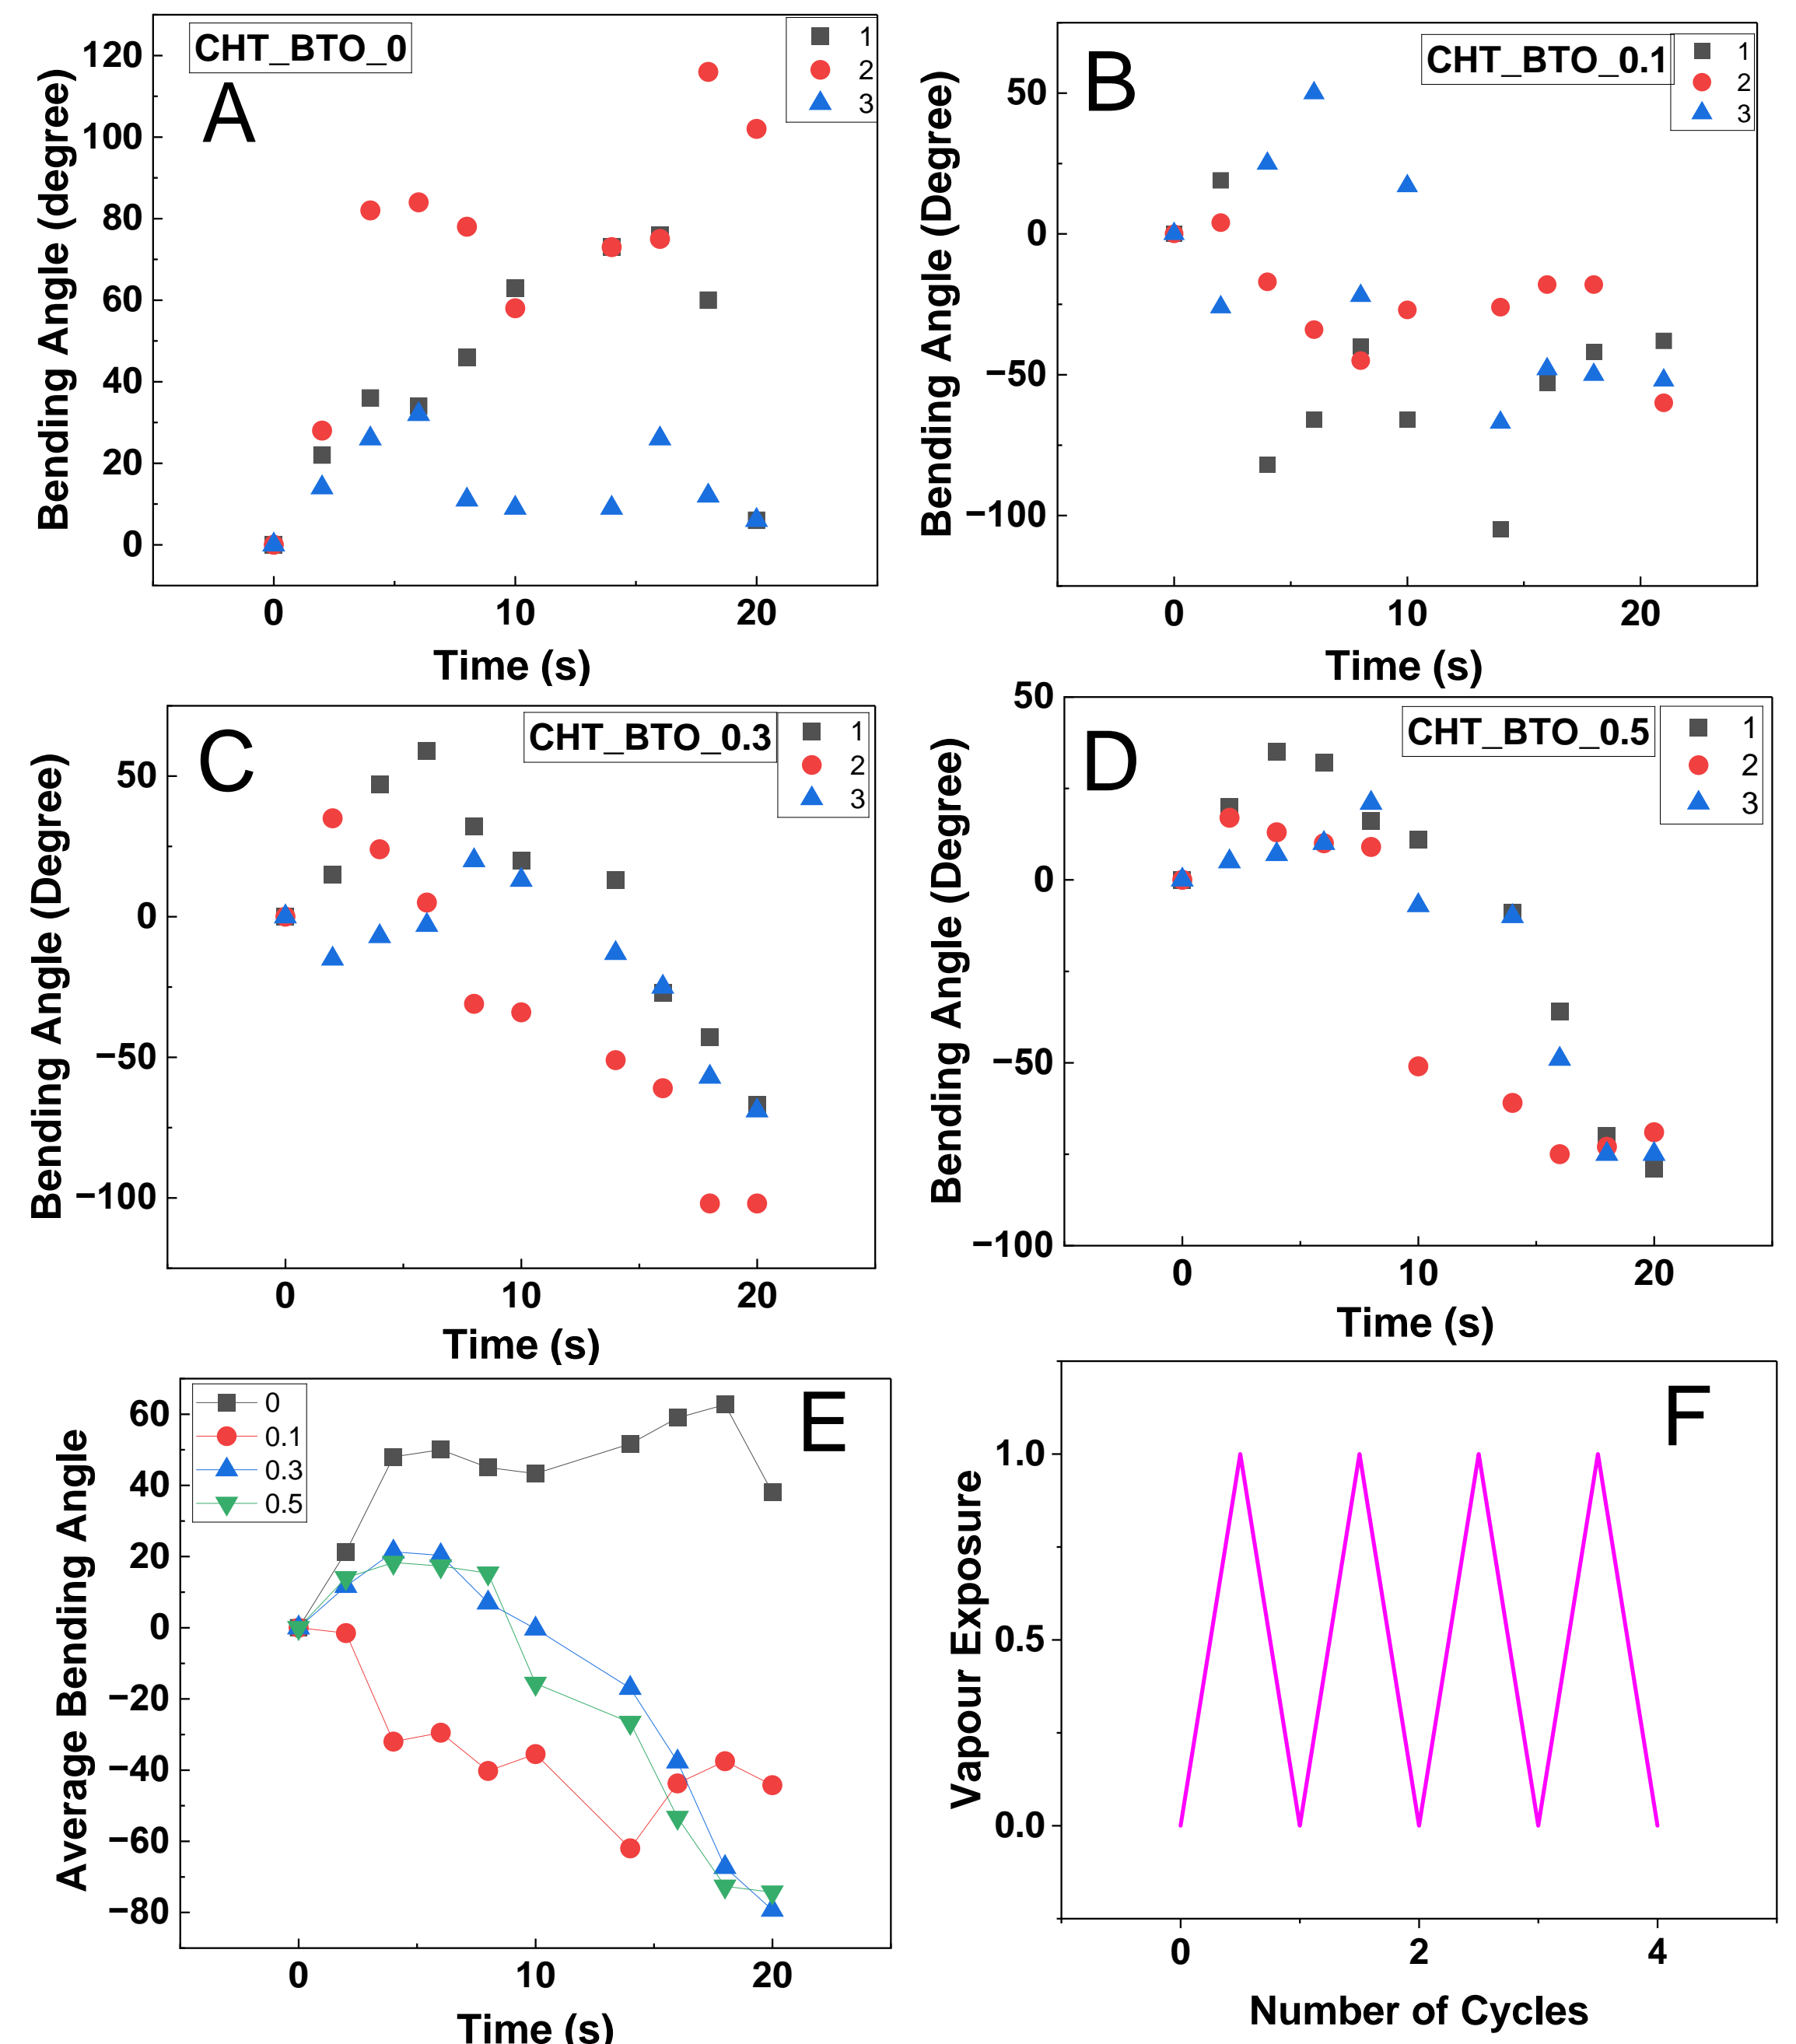 CHT_BTO_0
A
1
2
3
Bending Angle (degree)
120
100
80
60
40
20
0
0
10
20
Time (s)
B
CHT_BTO_0.1
1
2
3
Bending Angle (Degree)
50
0
−50
−100
0
10
20
Time (s)
C
CHT_BTO_0.3
1
2
3
Bending Angle (Degree)
50
0
−50
−100
0
10
20
Time (s)
D
CHT_BTO_0.5
1
2
3
Bending Angle (Degree)
50
0
−50
−100
0
10
20
Time (s)
E
0
0.1
0.3
0.5
Average Bending Angle
60
40
20
0
−20
−40
−60
−80
0
10
20
Time (s)
F
Vapour Exposure
1.0
0.5
0.0
0
2
4
Number of Cycles